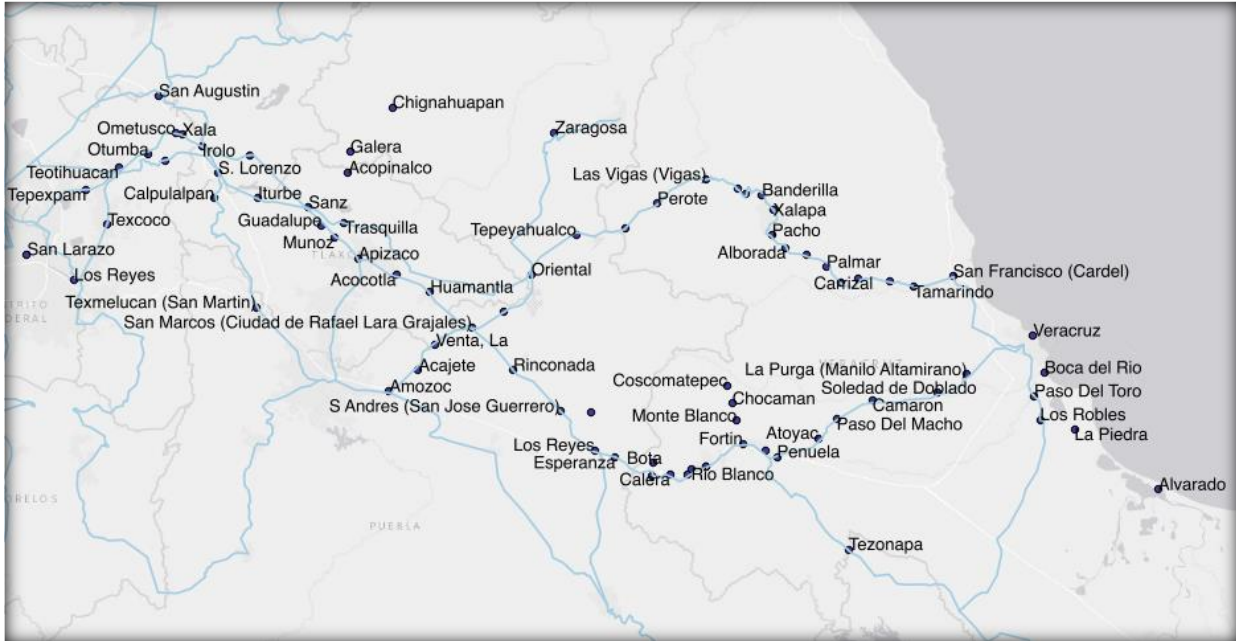 San Augustin
Chignahuapan
Ometusco
Xala
Zaragosa
Otumba
Irolo
Galera
Teotihuacan
S. Lorenzo
Acopinalco
Las Vigas (Vigas)
Tepexpam
Calpulalpan
Iturbe
Sanz
Perote
Banderilla
Xalapa
Texcoco
Guadalupe
Trasquilla
Tepeyahualco
Pacho
Munoz
San Larazo
TLAX
Apizaco
Alborada
Palmar
Los Reyes
Acocotla
Oriental
San Francisco (Cardel)
Carrizal
Tamarindo
Huamantla
Texmelucan (San Martin)
DERAL
San Marcos (Ciudad de Rafael Lara Grajales)
Venta, La
Veracruz
VERACRUZ
Acajete
Rinconada
La Purga (Manilo Altamirano)
Boca del Rio
Amozoc
Coscomatepec
Soledad de Doblado
Paso Del Toro
S Andres (San Jose Guerrero)
Chocaman
Camaron
Monte Blanco
Paso Del Macho
Los Robles
La Piedra
Los Reyes
Fortin
Atoyac
Esperanza
Bota
Penuela
Calera
Rio Blanco
Alvarado
ORELOS
PUEBLA
Tezonapa